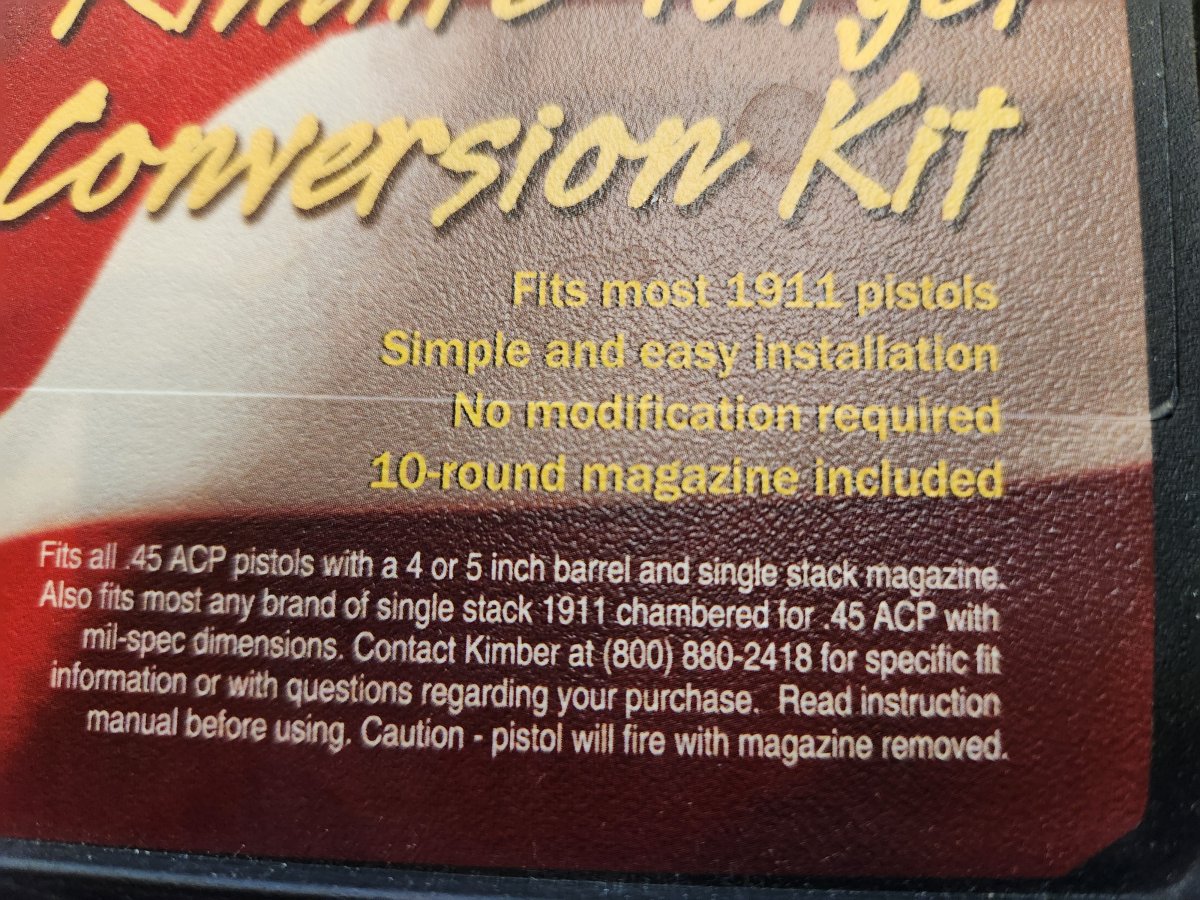 Rimfire Target
Conversion Kit
Fits most 1911 pistols
Simple and easy installation
No modification required
10-round magazine included
Fits all .45 ACP pistols with a 4 or 5 inch barrel and single stack magazine.
Also fits most any brand of single stack 1911 chambered for .45 ACP with
mil-spec dimensions. Contact Kimber at (800) 880-2418 for specific fit
information or with questions regarding your purchase. Read instruction
manual before using. Caution - pistol will fire with magazine removed.